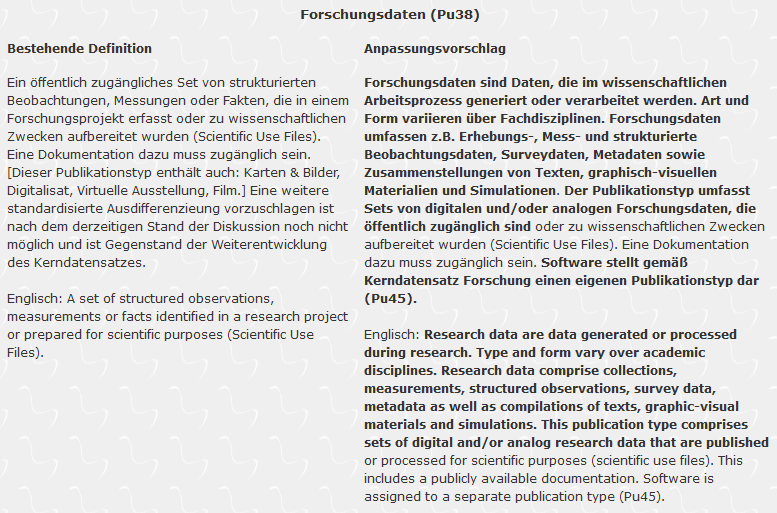 Forschungsdaten (Pu38)
Bestehende Definition
Ein öffentlich zugängliches Set von strukturierten
Beobachtungen, Messungen oder Fakten, die in einem
Forschungsprojekt erfasst oder zu wissenschaftlichen
Zwecken aufbereitet wurden (Scientific Use Files).
Eine Dokumentation dazu muss zugänglich sein.
[Dieser Publikationstyp enthält auch: Karten & Bilder,
Digitalisat, Virtuelle Ausstellung, Film.] Eine weitere
standardisierte Ausdifferenzierung vorzuschlagen ist
nach dem derzeitigen Stand der Diskussion noch nicht
möglich und ist Gegenstand der Weiterentwicklung
des Kerndatensatzes.
Englisch: A set of structured observations,
measurements or facts identified in a research project
or prepared for scientific purposes (Scientific Use
Files).
Anpassungsvorschlag
Forschungsdaten sind Daten, die im wissenschaftlichen
Arbeitsprozess generiert oder verarbeitet werden. Art und
Form variieren über Fachdisziplinen. Forschungsdaten
umfassen z.B. Erhebungs-, Mess- und strukturierte
Beobachtungsdaten, Surveydaten, Metadaten sowie
Zusammenstellungen von Texten, graphisch-visuellen
Materialien und Simulationen. Der Publikationstyp umfasst
Sets von digitalen und/oder analogen Forschungsdaten, die
öffentlich zugänglich sind oder zu wissenschaftlichen Zwecken
aufbereitet wurden (Scientific Use Files). Eine Dokumentation
dazu muss zugänglich sein. Software stellt gemäß
Kerndatensatz Forschung einen eigenen Publikationstyp dar
(Pu45).
Englisch: Research data are data generated or processed
during research. Type and form vary over academic
disciplines. Research data comprise collections,
measurements, structured observations, survey data,
metadata as well as compilations of texts, graphic-visual
materials and simulations. This publication type comprises
sets of digital and/or analog research data that are published
or processed for scientific purposes (scientific use files). This
includes a publicly available documentation. Software is
assigned to a separate publication type (Pu45).